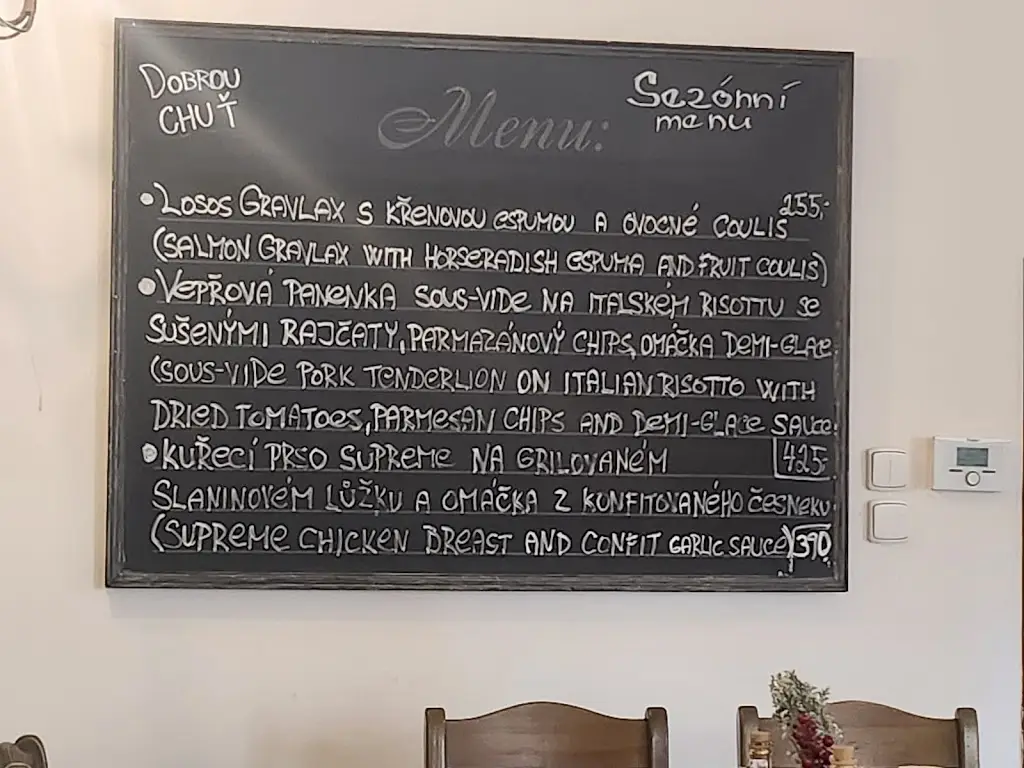 DOBROU
CHUŤ
Menu:
Sezónní
menu
• LOSOS GRAVLAX S KŘENOVOU ESPUMOU A OVOCNÉ COULIS 255,-
(SALMON GRAVLAX WITH HORSERADISH ESPUMA AND FRUIT COULIS)
• VEPŘOVÁ PANENKA SOUS-VIDE NA ITALSKÉM RISOTTU SE
SUŠENÝMI RAJČATY, PARMAZÁNOVÝ CHIPS, OMÁČKA DEMI-GLACE
(SOUS-VIDE PORK TENDERLION ON ITALIAN RISOTTO WITH
DRIED TOMATOES, PARMESAN CHIPS AND DEMI-GLACE SAUCE
• KUŘECÍ PRSO SUPREME NA GRILOVANÉM 425,-
SLANINOVÉM LŮŽKU A OMÁČKA Z KONFITOVANÉHO ČESNEKU
(SUPREME CHICKEN BREAST AND CONFIT GARLIC SAUCE) 390,-